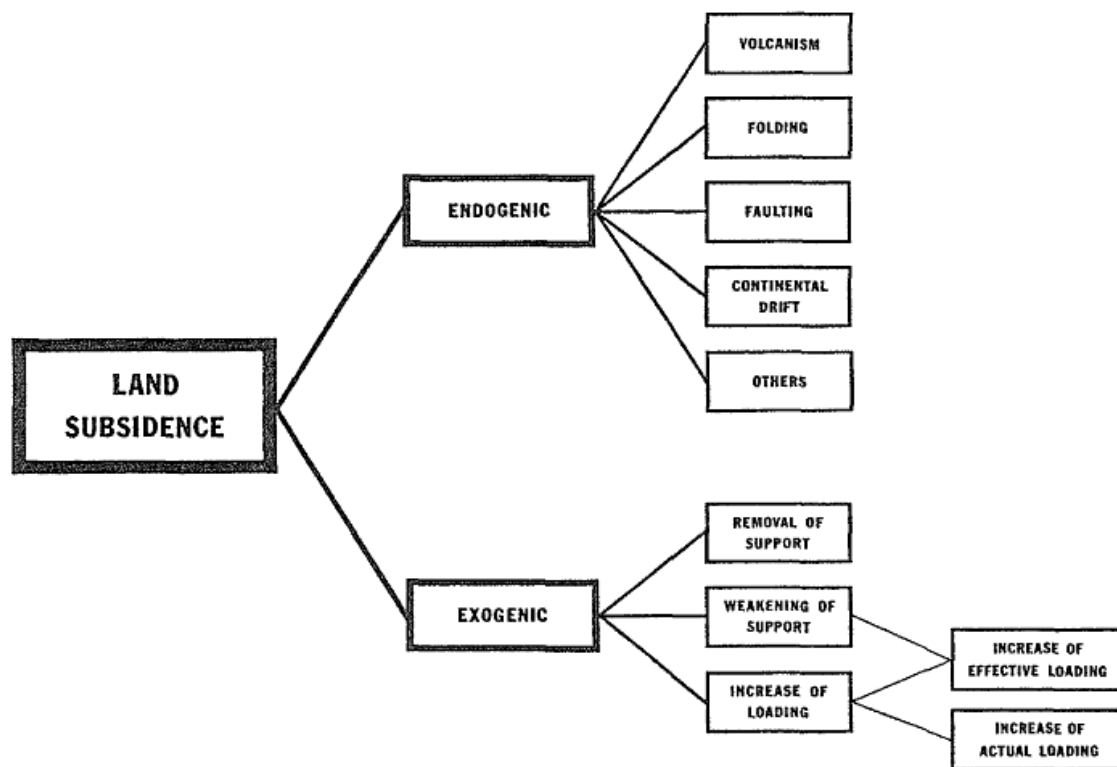 VOLCANISM
FOLDING
ENDOGENIC
FAULTING
CONTINENTAL
DRIFT
OTHERS
LAND
SUBSIDENCE
REMOVAL OF
SUPPORT
EXOGENIC
WEAKENING OF
SUPPORT
INCREASE OF
LOADING
INCREASE OF
EFFECTIVE LOADING
INCREASE OF
ACTUAL LOADING